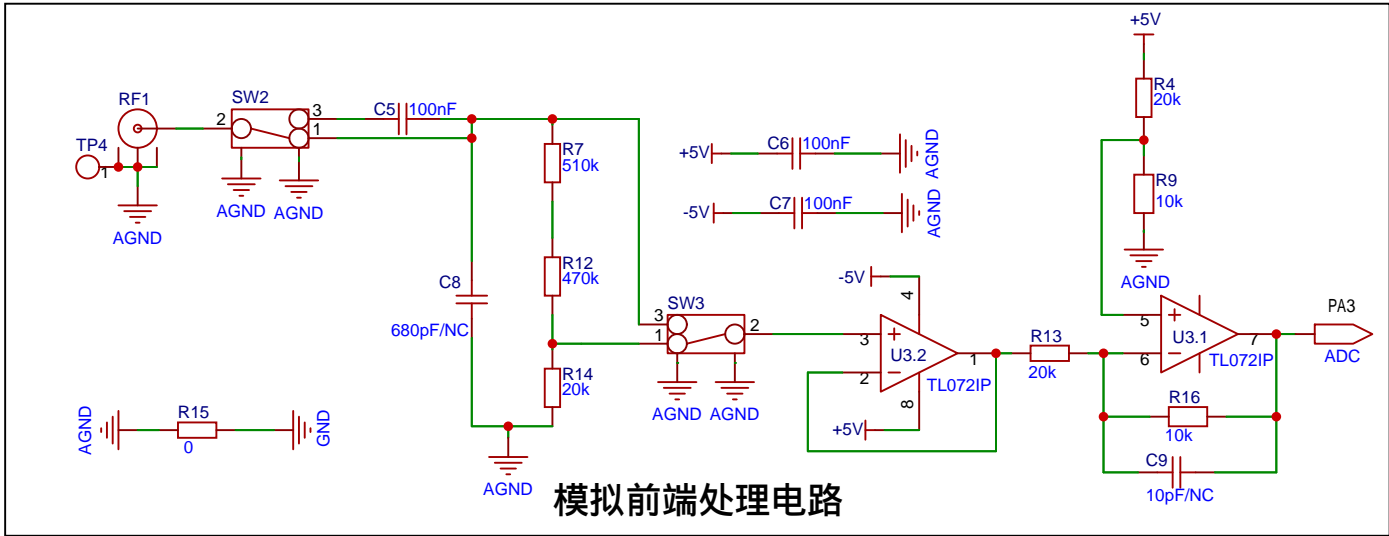 +5V
R4
20k
RF1
TP4
1
AGND
SW2
2
3
1
AGND
AGND
C5
100nF
R7
510k
R12
470k
R14
20k
C8
680pF/NC
AGND
+5V
C6
100nF
AGND
-5V
C7
100nF
AGND
R9
10k
AGND
SW3
3
1
2
AGND
AGND
-5V
4
3
2
U3.2
1
TL072IP
8
+5V
R13
20k
5
6
U3.1
7
TL072IP
PA3
ADC
R16
10k
C9
10pF/NC
AGND
R15
0
GND
模拟前端处理电路